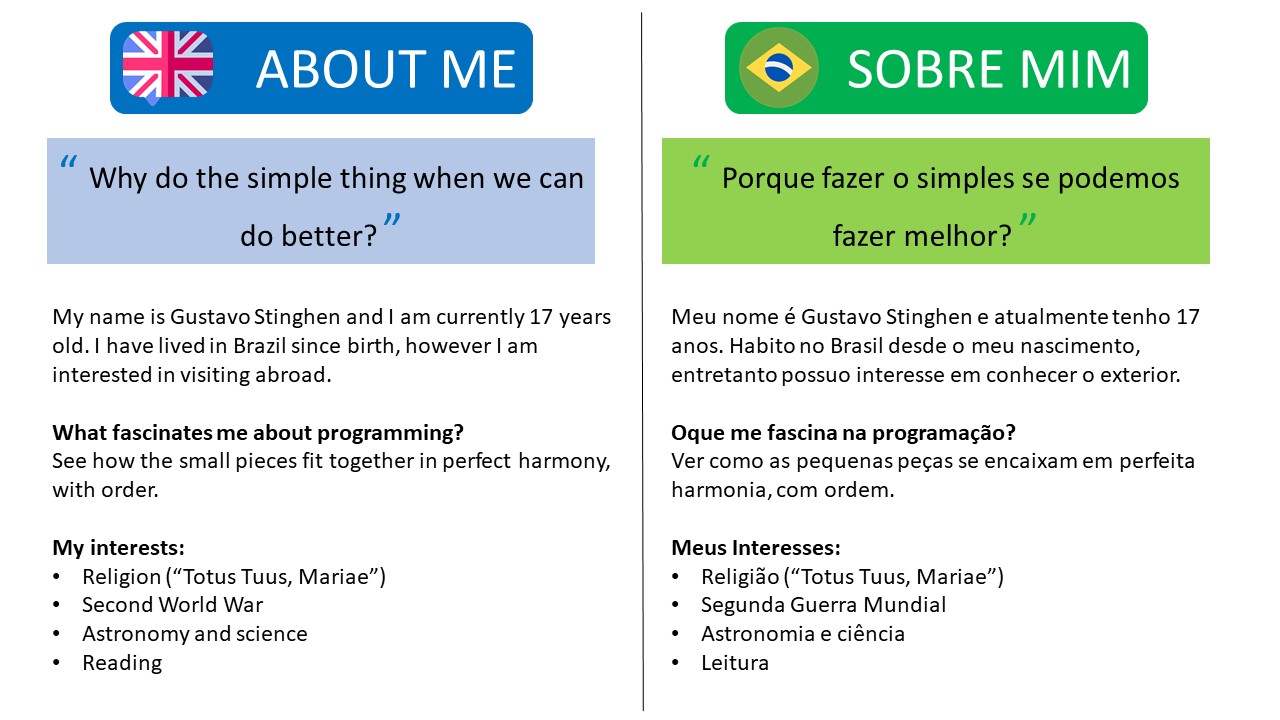 ABOUT ME
“ Why do the simple thing when we can
do better? ”
My name is Gustavo Stinghen and I am currently 17 years
old. I have lived in Brazil since birth, however I am
interested in visiting abroad.
What fascinates me about programming?
See how the small pieces fit together in perfect harmony,
with order.
My interests:
• Religion (“Totus Tuus, Mariae”)
• Second World War
• Astronomy and science
• Reading
SOBRE MIM
“ Porque fazer o simples se podemos
fazer melhor? ”
Meu nome é Gustavo Stinghen e atualmente tenho 17
anos. Habito no Brasil desde o meu nascimento,
entretanto possuo interesse em conhecer o exterior.
Oque me fascina na programação?
Ver como as pequenas peças se encaixam em perfeita
harmonia, com ordem.
Meus Interesses:
• Religião (“Totus Tuus, Mariae”)
• Segunda Guerra Mundial
• Astronomia e ciência
• Leitura